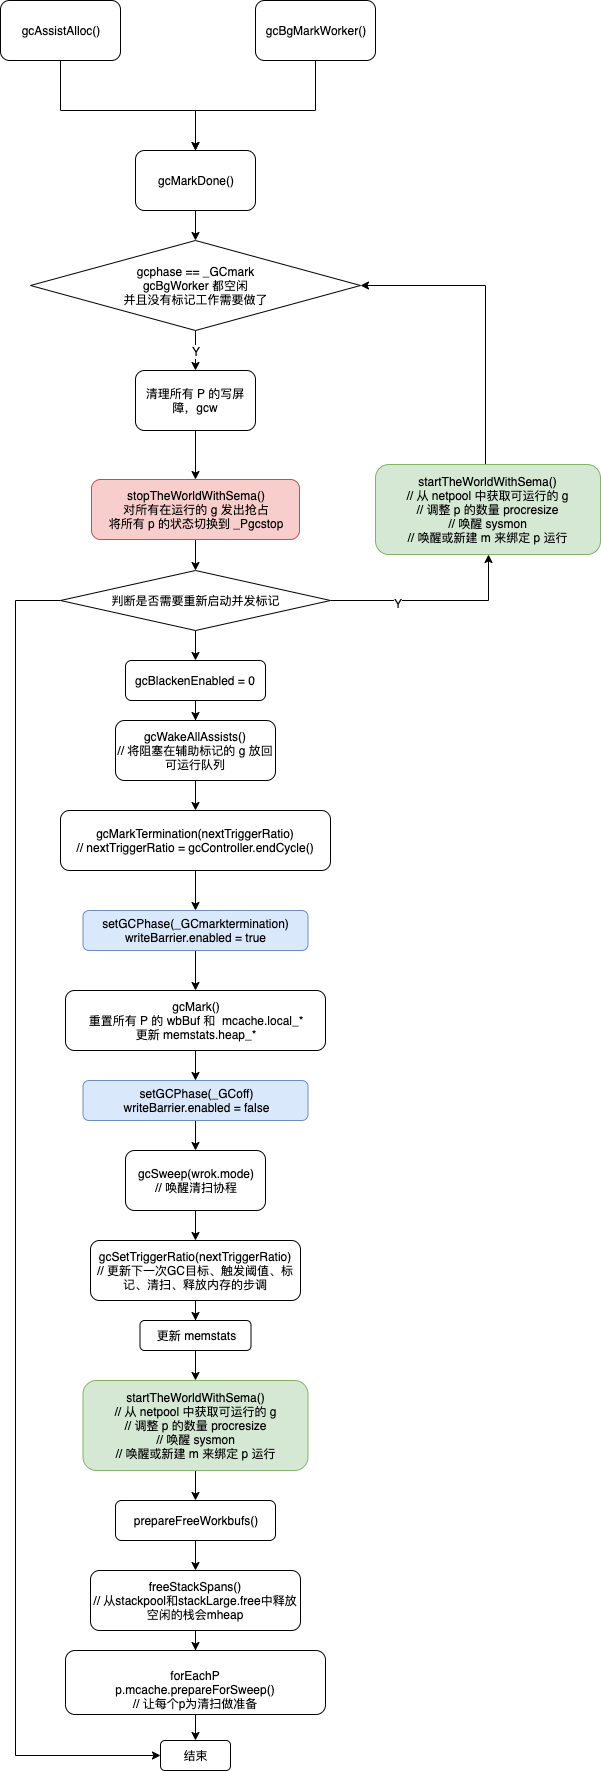 gcAssistAlloc()
gcBgMarkWorker()
gcMarkDone()
gcphase == _GCmark
gcBgWorker 都空闲
并且没有标记工作需要做了
Y
清理所有 P 的写屏
障，gcw
stopTheWorldWithSema()
对所有在运行的 g 发出抢占
将所有 p 的状态切换到 _Pgcstop
startTheWorldWithSema()
// 从 netpool 中获取可运行的 g
// 调整 p 的数量 procresize
// 唤醒 sysmon
// 唤醒或新建 m 来绑定 p 运行
判断是否需要重新启动并发标记
Y
gcBlackenEnabled = 0
gcWakeAllAssists()
// 将阻塞在辅助标记的 g 放回
可运行队列
gcMarkTermination(nextTriggerRatio)
// nextTriggerRatio = gcController.endCycle()
setGCPhase(_GCmarktermination)
writeBarrier.enabled = true
gcMark()
重置所有 P 的 wbBuf 和 mcache.local_*
更新 memstats.heap_*
setGCPhase(_GCoff)
writeBarrier.enabled = false
gcSweep(wrok.mode)
// 唤醒清扫协程
gcSetTriggerRatio(nextTriggerRatio)
// 更新下一次GC目标、触发阈值、标
记、清扫、释放内存的步调
更新 memstats
startTheWorldWithSema()
// 从 netpool 中获取可运行的 g
// 调整 p 的数量 procresize
// 唤醒 sysmon
// 唤醒或新建 m 来绑定 p 运行
prepareFreeWorkbufs()
freeStackSpans()
// 从stackpool和stackLarge.free中释放
空闲的栈会mheap
forEachP
p.mcache.prepareForSweep()
// 让每个p为清扫做准备
结束